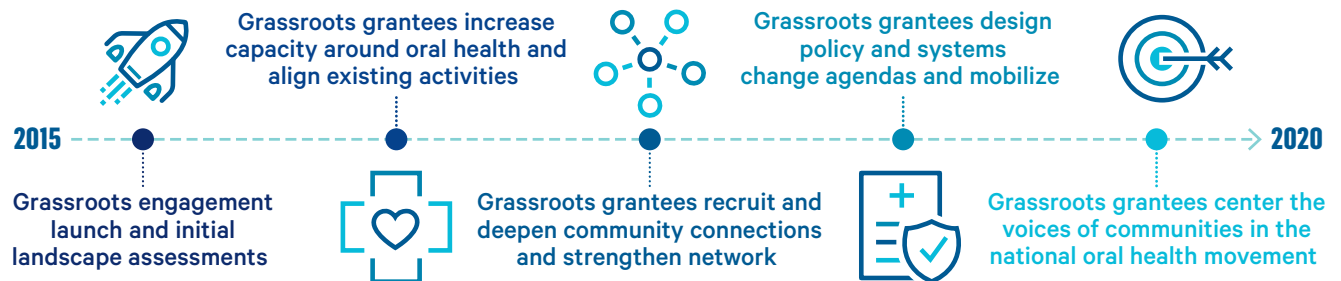 Grassroots grantees increase
capacity around oral health and
align existing activities
Grassroots grantees design
policy and systems
change agendas and mobilize
2015
2020
Grassroots engagement
launch and initial
landscape assessments
Grassroots grantees recruit and
deepen community connections
and strengthen network
Grassroots grantees center the
voices of communities in the
national oral health movement